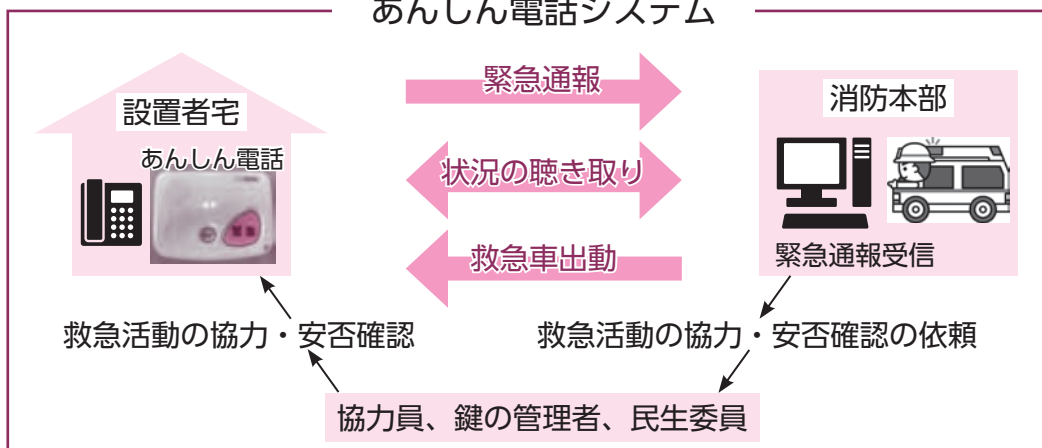 あんしん電話システム
緊急通報
設置者宅
消防本部
あんしん電話
状況の聴き取り
緊急
救急車出動
緊急通報受信
救急活動の協力・安否確認
救急活動の協力・安否確認の依頼
協力員、鍵の管理者、民生委員